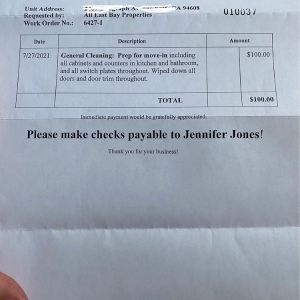 Unit Address: CA 94608
Requested by: All East Bay Properties 010037
Work Order No.: 6427-1
Date Description Amount
7/27/2021 General Cleaning: Prep for move-in including $100.00
all cabinets and counters in kitchen and bathroom,
and all switch plates throughout. Wiped down all
doors and door trim throughout.
TOTAL $100.00
Immediate payment would be gratefully appreciated.
Please make checks payable to Jennifer Jones!
Thank you for your business!